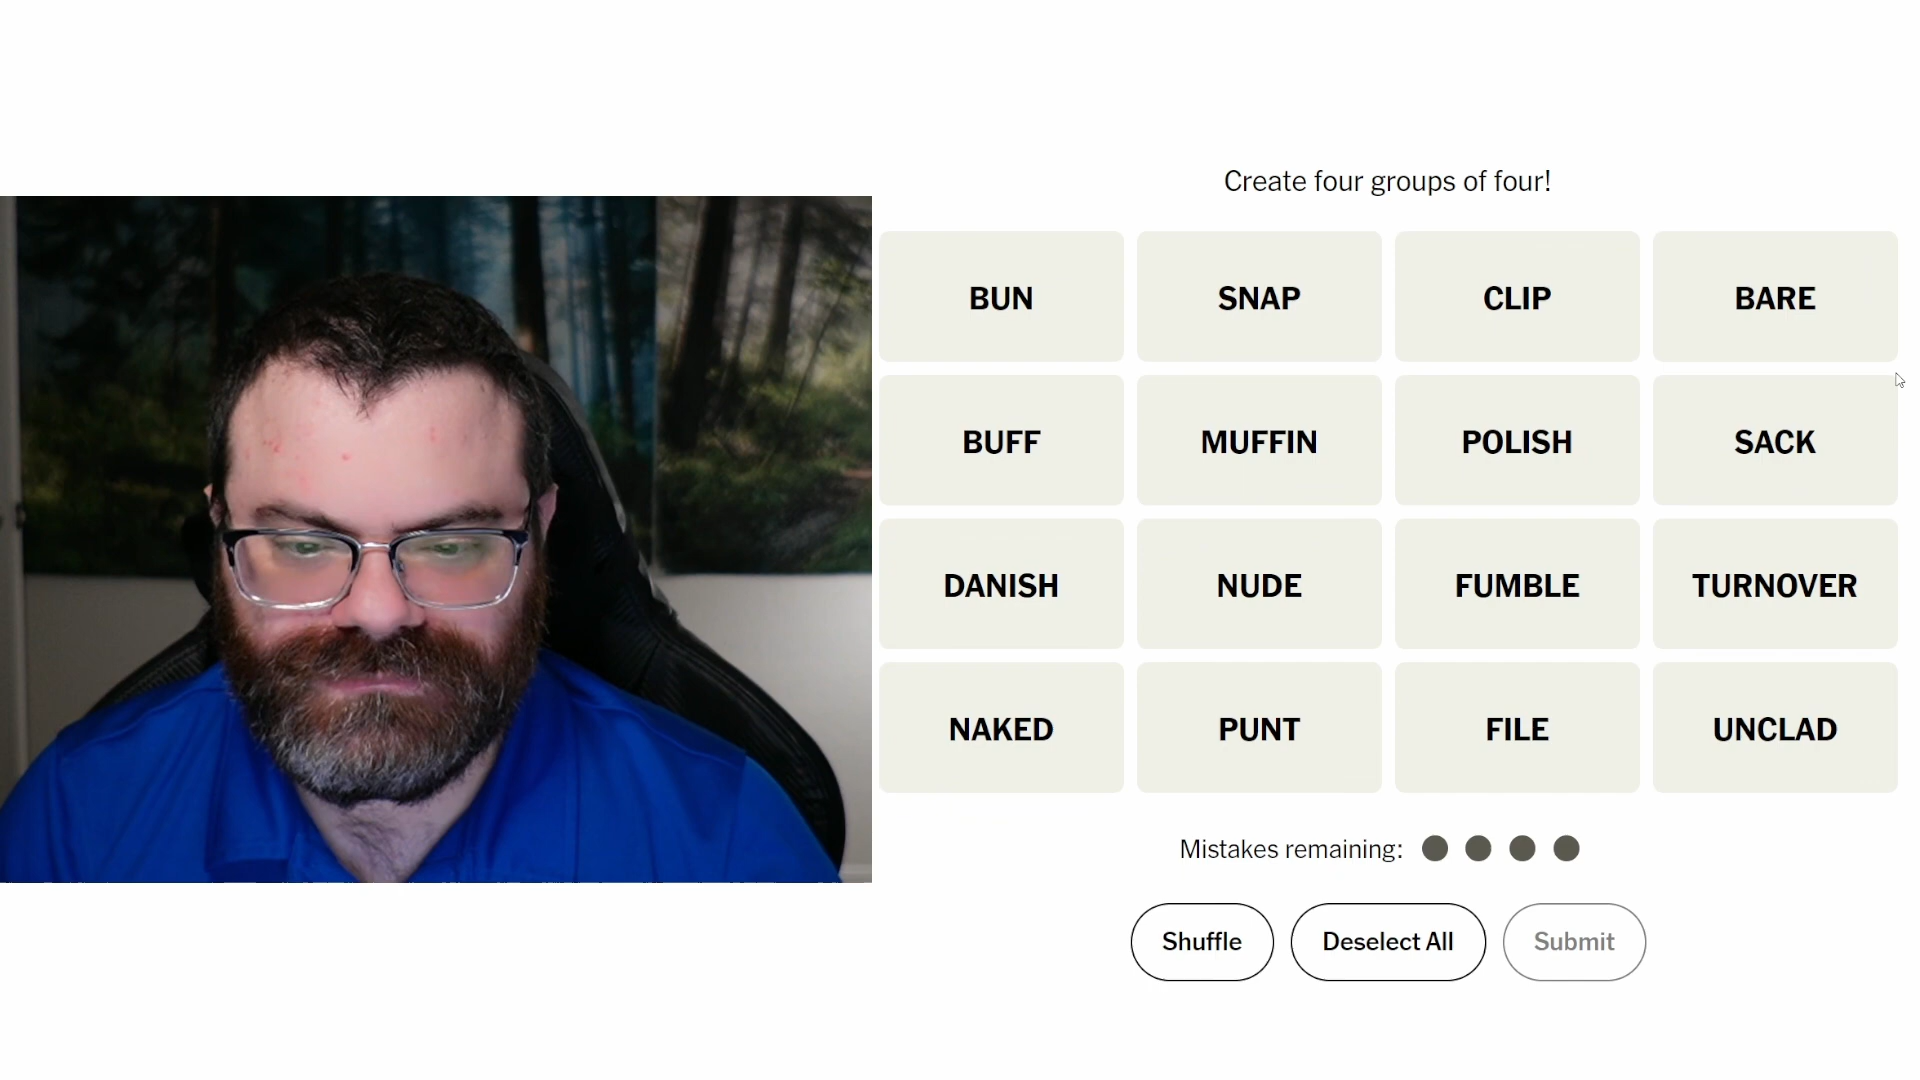 Create four groups of four!
BUN SNAP CLIP BARE
BUFF MUFFIN POLISH SACK
DANISH NUDE FUMBLE TURNOVER
NAKED PUNT FILE UNCLAD
Mistakes remaining:
Shuffle Deselect All Submit